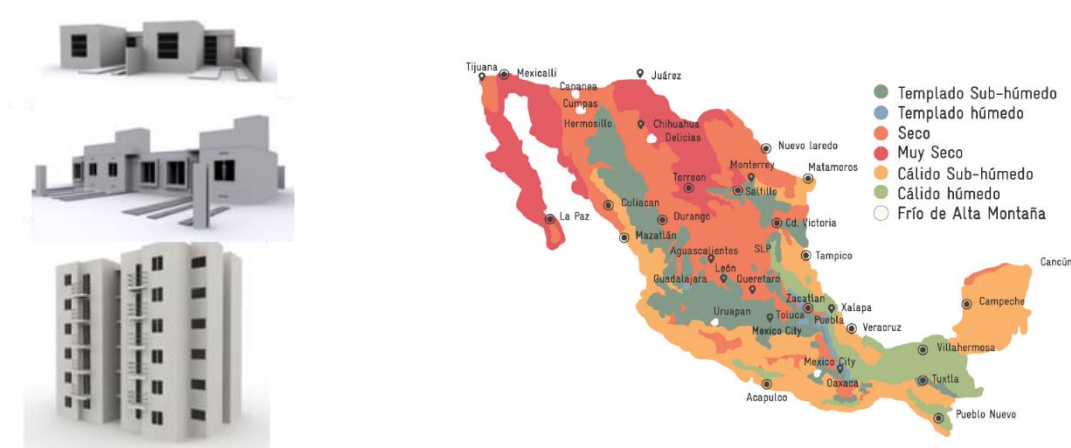 Tijuana
Mexicalli
Juárez
Cananea
Cumpas
Hermosillo
Chihuahua
Delicias
Nuevo laredo
Monterrey
Matamoros
Torreon
Saltillo
Culiacan
La Paz
Durango
Cd. Victoria
Mazatlán
Aguascalientes
SLP
Tampico
León
Guadalajara
Queretaro
Cancún
Zacatlan
Xalapa
Campeche
Uruapan
Toluca
Puebla
Mexico City
Veracruz
Villahermosa
Mexico City
Oaxaca
Tuxtla
Acapulco
Pueblo Nuevo
Templado Sub-húmedo
Templado húmedo
Seco
Muy Seco
Cálido Sub-húmedo
Cálido húmedo
Frío de Alta Montaña